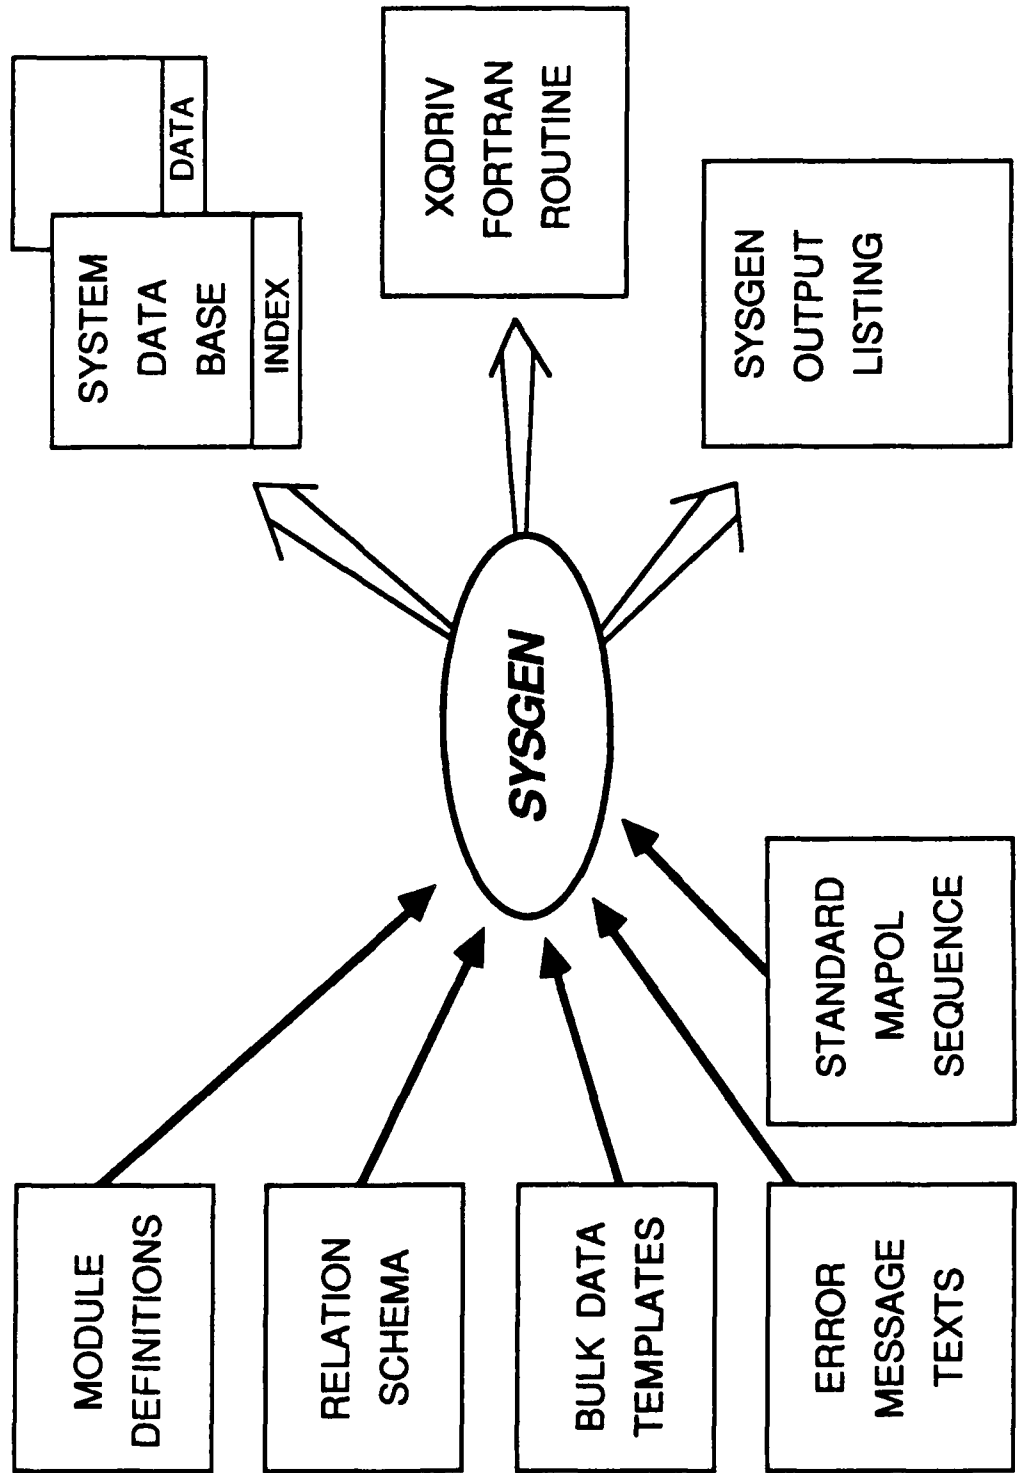 MODULE
DEFINITIONS
RELATION
SCHEMA
BULK DATA
TEMPLATES
ERROR
MESSAGE
TEXTS
STANDARD
MAPOL
SEQUENCE
SYSGEN
SYSTEM
DATA
BASE
INDEX
DATA
XQDRIV
FORTRAN
ROUTINE
SYSGEN
OUTPUT
LISTING